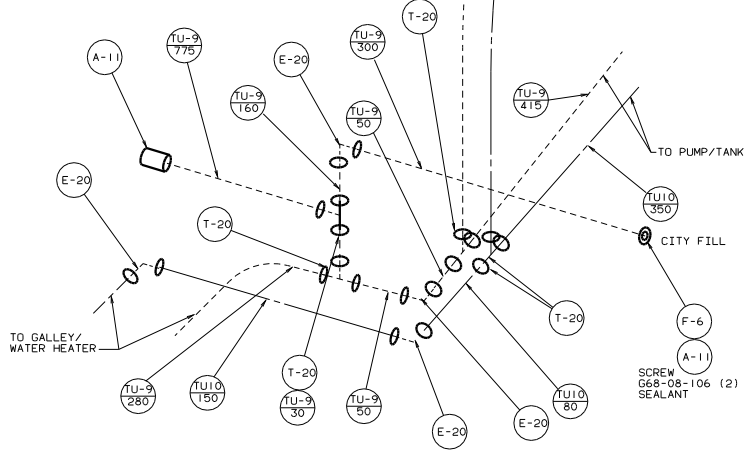 T-20
TU-9
300
TU-9
775
A-11
E-20
TU-9
160
TU-9
50
TU-9
415
TO PUMP/TANK
E-20
TU10
350
T-20
CITY FILL
TO GALLEY/
WATER HEATER
T-20
F-6
A-11
SCREW
G68-08-106 (2)
SEALANT
TU-9
280
TU10
150
T-20
TU-9
30
TU-9
50
E-20
E-20
TU10
80